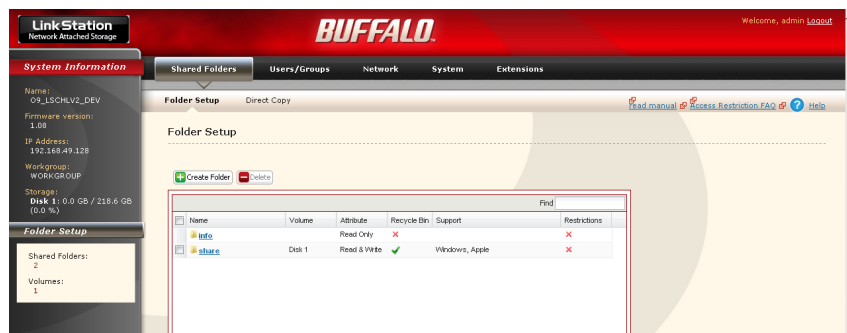 LinkStation
Network Attached Storage
BUFFALO
Welcome, admin Logout
System Information
Shared Folders Users/Groups Network System Extensions
Name:
O9_LSCHLV2_DEV
Firmware version:
1.08
IP Address:
192.168.49.128
Workgroup:
WORKGROUP
Storage:
Disk 1: 0.0 GB / 218.6 GB
(0.0 %)
Folder Setup
Shared Folders:
2
Volumes:
1
Folder Setup Direct Copy
Read manual Access Restriction FAQ Help
Folder Setup
Create Folder Delete
Find
Name Volume Attribute Recycle Bin Support Restrictions
info Read Only
share Disk 1 Read & Write Windows, Apple